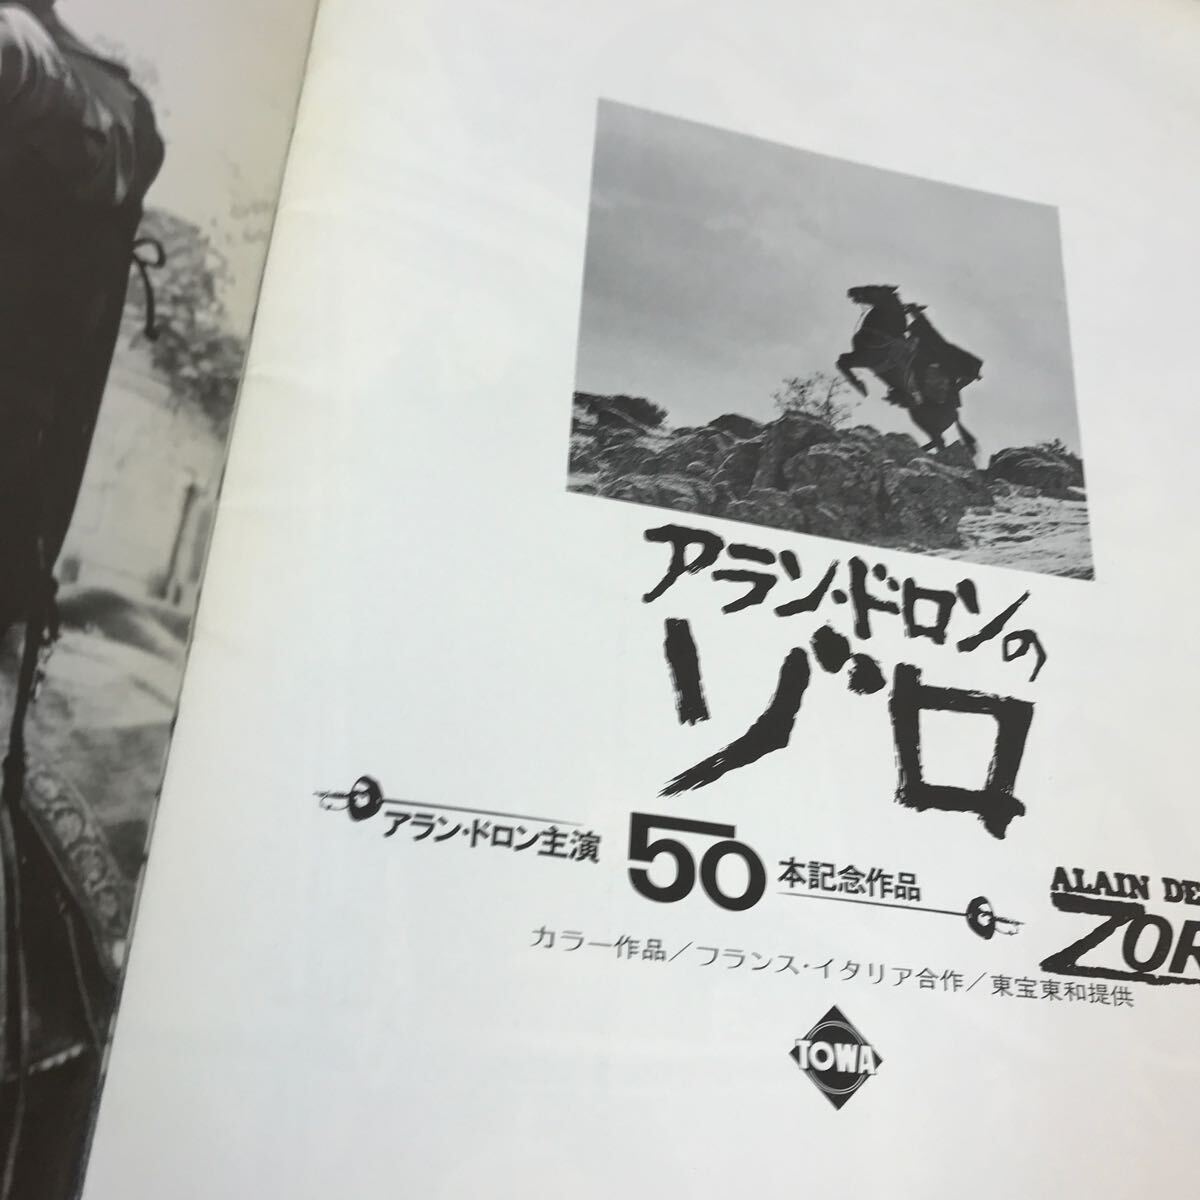 アラン・ドロンの
ゾロ
アラン・ドロン主演
50
本記念作品
ALAIN DE
ZOR
カラー作品／フランス・イタリア合作／東宝東和提供
TOWA